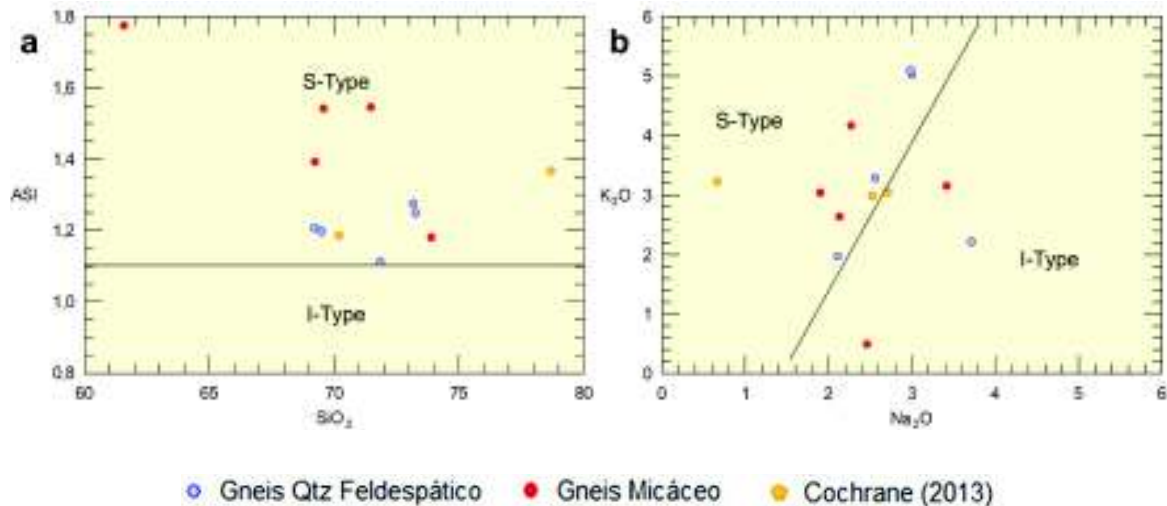 a
1.8
1.6
1.4
ASI
1.2
1.0
0.8
S-Type
I-Type
60
65
70
75
80
SiO₂
b
6
5
4
K₂O
3
2
1
0
S-Type
I-Type
0
1
2
3
4
5
6
Na₂O
Gneis Qtz Feldespático
Gneis Micáceo
Cochrane (2013)